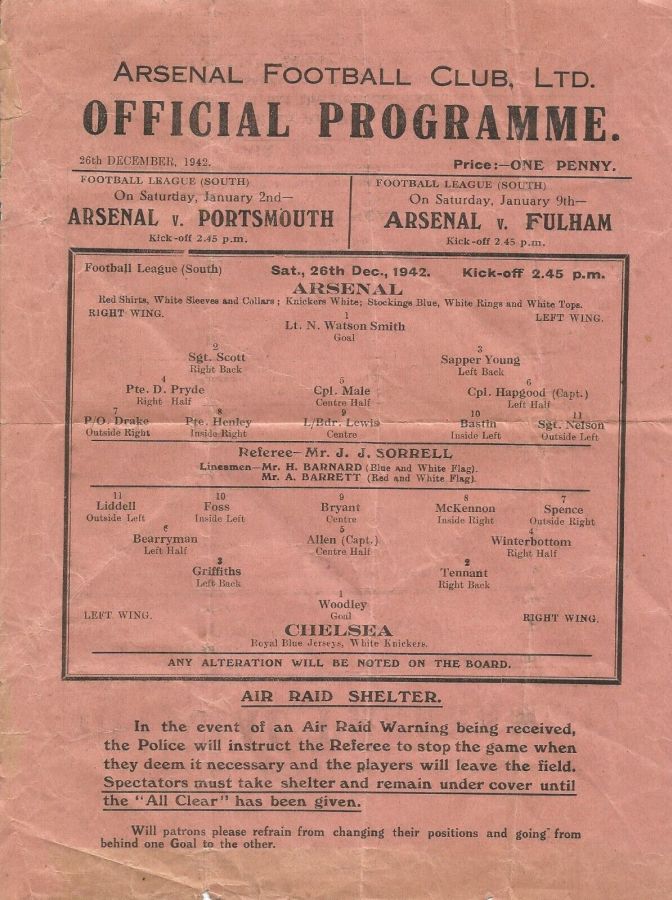 ARSENAL FOOTBALL CLUB, LTD.
OFFICIAL PROGRAMME.
26th DECEMBER, 1942.
Price:—ONE PENNY.
FOOTBALL LEAGUE (SOUTH)
On Saturday, January 2nd—
ARSENAL v. PORTSMOUTH
Kick-off 2.45 p.m.
FOOTBALL LEAGUE (SOUTH)
On Saturday, January 9th—
ARSENAL v. FULHAM
Kick-off 2.45 p.m.
Football League (South) Sat., 26th Dec., 1942. Kick-off 2.45 p.m.
ARSENAL
Red Shirts, White Sleeves and Collars; Knickers White; Stockings Blue, White Rings and White Tops.
RIGHT WING. 1 LEFT WING.
Lt. N. Watson Smith
Goal
2 3
Sgt. Scott Sapper Young
Right Back Left Back
4 5 6
Pte. D. Pryde Cpl. Male Cpl. Hapgood (Capt.)
Right Half Centre Half Left Half
7 8 9 10 11
P/O. Drake Pte. Henley L/Bdr. Lewis Bastin Sgt. Nelson
Outside Right Inside Right Centre Inside Left Outside Left
Referee—Mr. J. J. SORRELL
Linesmen—Mr. H. BARNARD (Blue and White Flag).
Mr. A. BARRETT (Red and White Flag).
11 10 9 8 7
Liddell Foss Bryant McKennon Spence
Outside Left Inside Left Centre Inside Right Outside Right
6 5 4
Bearryman Allen (Capt.) Winterbottom
Left Half Centre Half Right Half
3 2
Griffiths Tennant
Left Back Right Back
1
Woodley
LEFT WING. Goal RIGHT WING.
CHELSEA
Royal Blue Jerseys, White Knickers.
ANY ALTERATION WILL BE NOTED ON THE BOARD.
AIR RAID SHELTER.
In the event of an Air Raid Warning being received,
the Police will instruct the Referee to stop the game when
they deem it necessary and the players will leave the field.
Spectators must take shelter and remain under cover until
the "All Clear" has been given.
Will patrons please refrain from changing their positions and going from
behind one Goal to the other.